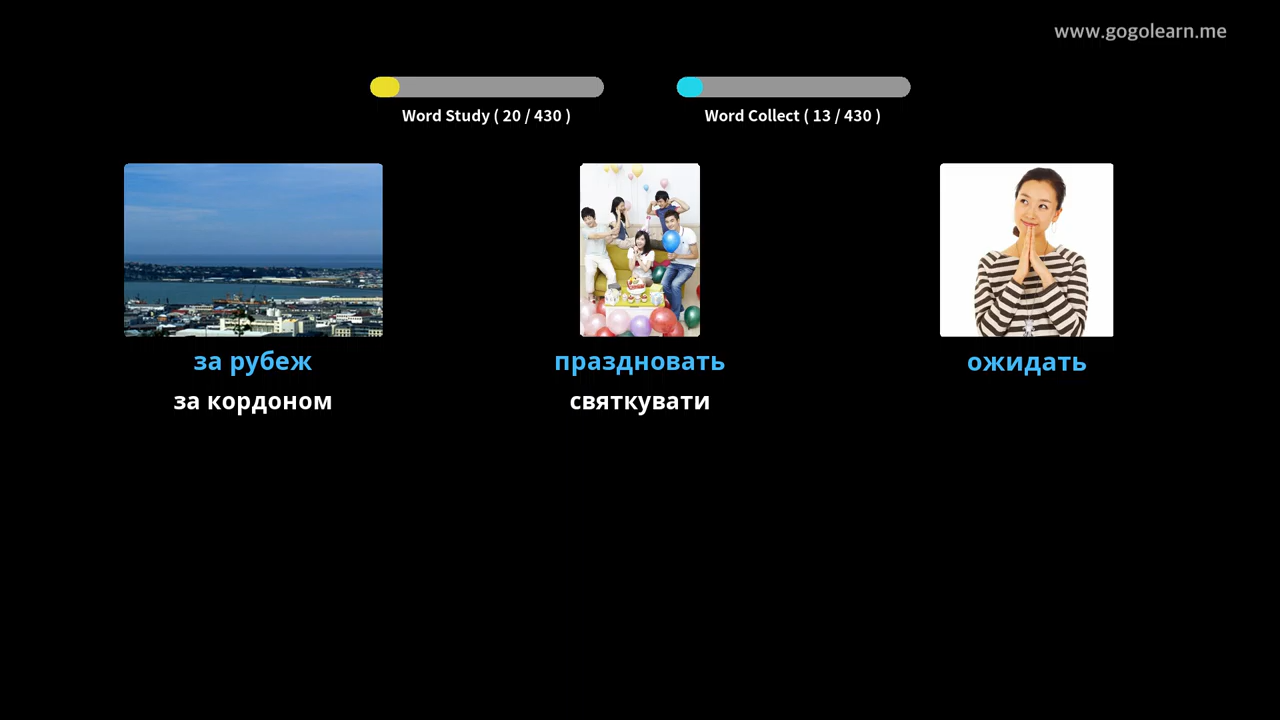 www.gogolearn.me
Word Study ( 20 / 430 )
Word Collect ( 13 / 430 )
за рубеж
праздновать
ожидать
за кордоном
святкувати